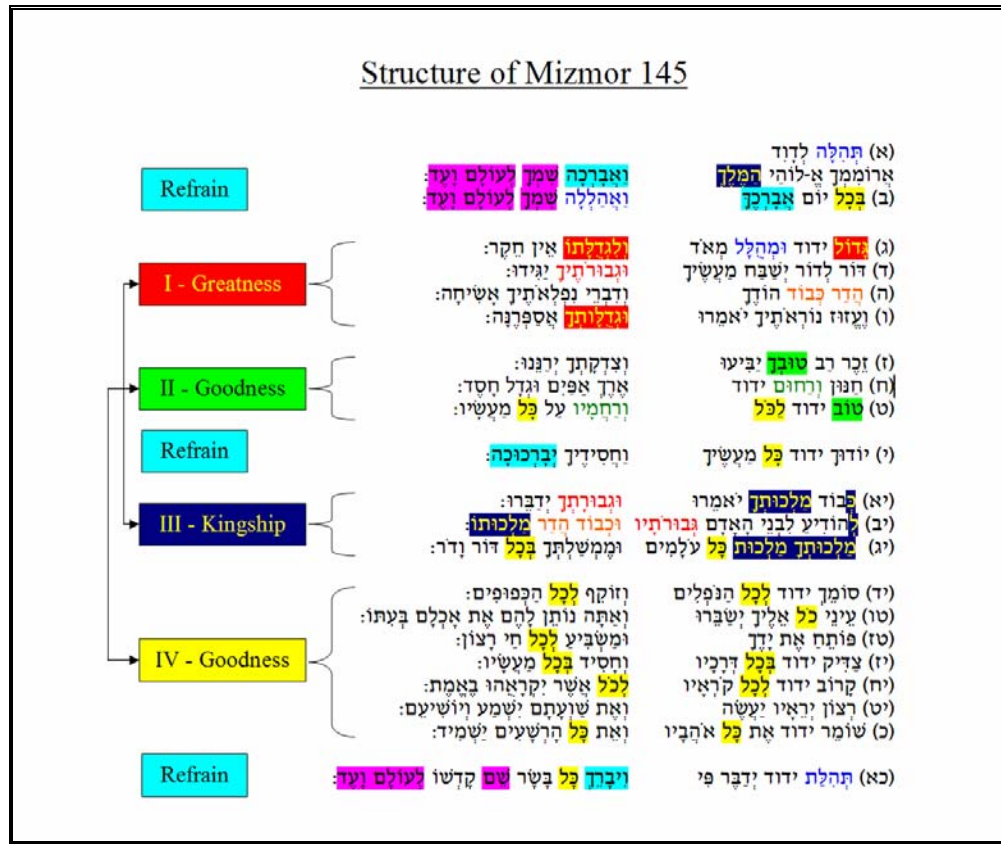 Structure of Mizmor 145
(א) תְּהִלָּה לְדָוִד
Refrain
אֲרוֹמִמְךָ אֱ-לוֹהַי הַמֶּלֶךְ וַאֲבָרְכָה שִׁמְךָ לְעוֹלָם וָעֶד:
(ב) בְּכָל יוֹם אֲבָרְכֶךָּ וַאֲהַלְלָה שִׁמְךָ לְעוֹלָם וָעֶד:
I - Greatness
(ג) גָּדוֹל ידוד וּמְהֻלָּל מְאֹד וְלִגְדֻלָּתוֹ אֵין חֵקֶר:
(ד) דּוֹר לְדוֹר יְשַׁבַּח מַעֲשֶׂיךָ וּגְבוּרֹתֶיךָ יַגִּידוּ:
(ה) הֲדַר כְּבוֹד הוֹדֶךָ וְדִבְרֵי נִפְלְאֹתֶיךָ אָשִׂיחָה:
(ו) וֶעֱזוּז נוֹרְאֹתֶיךָ יֹאמֵרוּ וּגְדֻלּוֹתֶךָ אֲסַפְּרֶנָּה:
II - Goodness
(ז) זֵכֶר רַב טוּבְךָ יַבִּיעוּ וְצִדְקָתְךָ יְרַנֵּנוּ:
(ח) חַנּוּן וְרַחוּם ידוד אֶרֶךְ אַפַּיִם וּגְדָל חָסֶד:
(ט) טוֹב ידוד לַכֹּל וְרַחֲמָיו עַל כָּל מַעֲשָׂיו:
Refrain
(י) יוֹדוּךָ ידוד כָּל מַעֲשֶׂיךָ וַחֲסִידֶיךָ יְבָרְכוּכָה:
III - Kingship
(יא) כְּבוֹד מַלְכוּתְךָ יֹאמֵרוּ וּגְבוּרָתְךָ יְדַבֵּרוּ:
(יב) לְהוֹדִיעַ לִבְנֵי הָאָדָם גְּבוּרֹתָיו וּכְבוֹד הֲדַר מַלְכוּתוֹ:
(יג) מַלְכוּתְךָ מַלְכוּת כָּל עֹלָמִים וּמֶמְשַׁלְתְּךָ בְּכָל דּוֹר וָדֹר:
IV - Goodness
(יד) סוֹמֵךְ ידוד לְכָל הַנֹּפְלִים וְזוֹקֵף לְכָל הַכְּפוּפִים:
(טו) עֵינֵי כֹל אֵלֶיךָ יְשַׂבֵּרוּ וְאַתָּה נוֹתֵן לָהֶם אֶת אָכְלָם בְּעִתּוֹ:
(טז) פּוֹתֵחַ אֶת יָדֶךָ וּמַשְׂבִּיעַ לְכָל חַי רָצוֹן:
(יז) צַדִּיק ידוד בְּכָל דְּרָכָיו וְחָסִיד בְּכָל מַעֲשָׂיו:
(יח) קָרוֹב ידוד לְכָל קֹרְאָיו לְכֹל אֲשֶׁר יִקְרָאֻהוּ בֶאֱמֶת:
(יט) רְצוֹן יְרֵאָיו יַעֲשֶׂה וְאֶת שַׁוְעָתָם יִשְׁמַע וְיוֹשִׁיעֵם:
(כ) שׁוֹמֵר ידוד אֶת כָּל אֹהֲבָיו וְאֵת כָּל הָרְשָׁעִים יַשְׁמִיד:
Refrain
(כא) תְּהִלַּת ידוד יְדַבֶּר פִּי וִיבָרֵךְ כָּל בָּשָׂר שֵׁם קָדְשׁוֹ לְעוֹלָם וָעֶד: